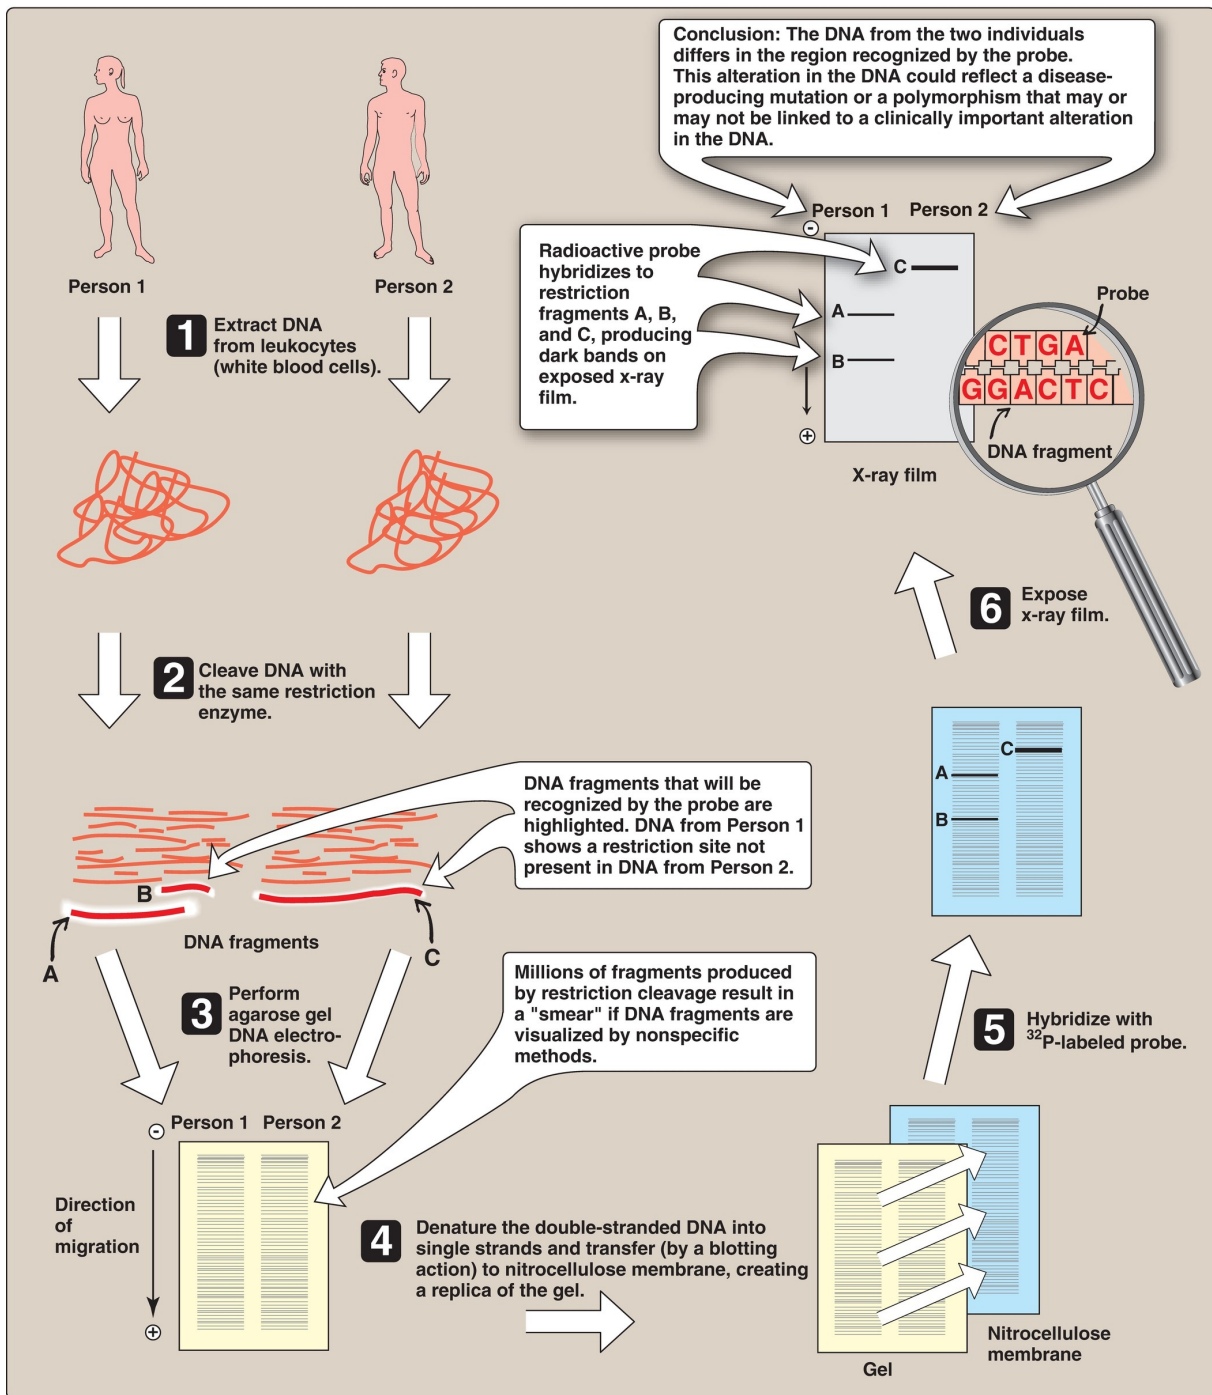 Person 1
Person 2
1
Extract DNA
from leukocytes
(white blood cells).
2
Cleave DNA with
the same restriction
enzyme.
DNA fragments that will be
recognized by the probe are
highlighted. DNA from Person 1
shows a restriction site not
present in DNA from Person 2.
B
A
C
DNA fragments
3
Perform
agarose gel
DNA electro-
phoresis.
Millions of fragments produced
by restriction cleavage result in
a "smear" if DNA fragments are
visualized by nonspecific
methods.
Person 1 Person 2
-
Direction
of
migration
+
4
Denature the double-stranded DNA into
single strands and transfer (by a blotting
action) to nitrocellulose membrane, creating
a replica of the gel.
Gel
Nitrocellulose
membrane
5
Hybridize with
32P-labeled probe.
C
A
B
6
Expose
x-ray film.
Conclusion: The DNA from the two individuals
differs in the region recognized by the probe.
This alteration in the DNA could reflect a disease-
producing mutation or a polymorphism that may or
may not be linked to a clinically important alteration
in the DNA.
Person 1 Person 2
-
Radioactive probe
hybridizes to
restriction
fragments A, B,
and C, producing
dark bands on
exposed x-ray
film.
C
A
B
+
X-ray film
Probe
CTGA
GGACTC
DNA fragment